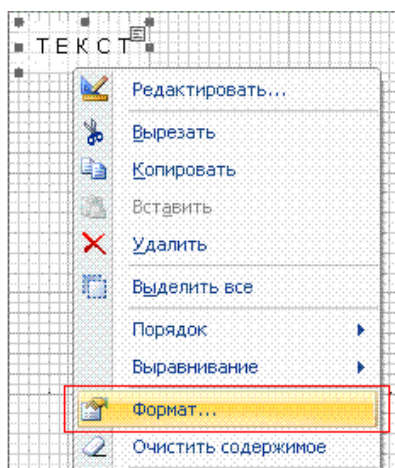 ТЕКСТ
Редактировать...
Вырезать
Копировать
Вставить
Удалить
Выделить все
Порядок
Выравнивание
Формат...
Очистить содержимое